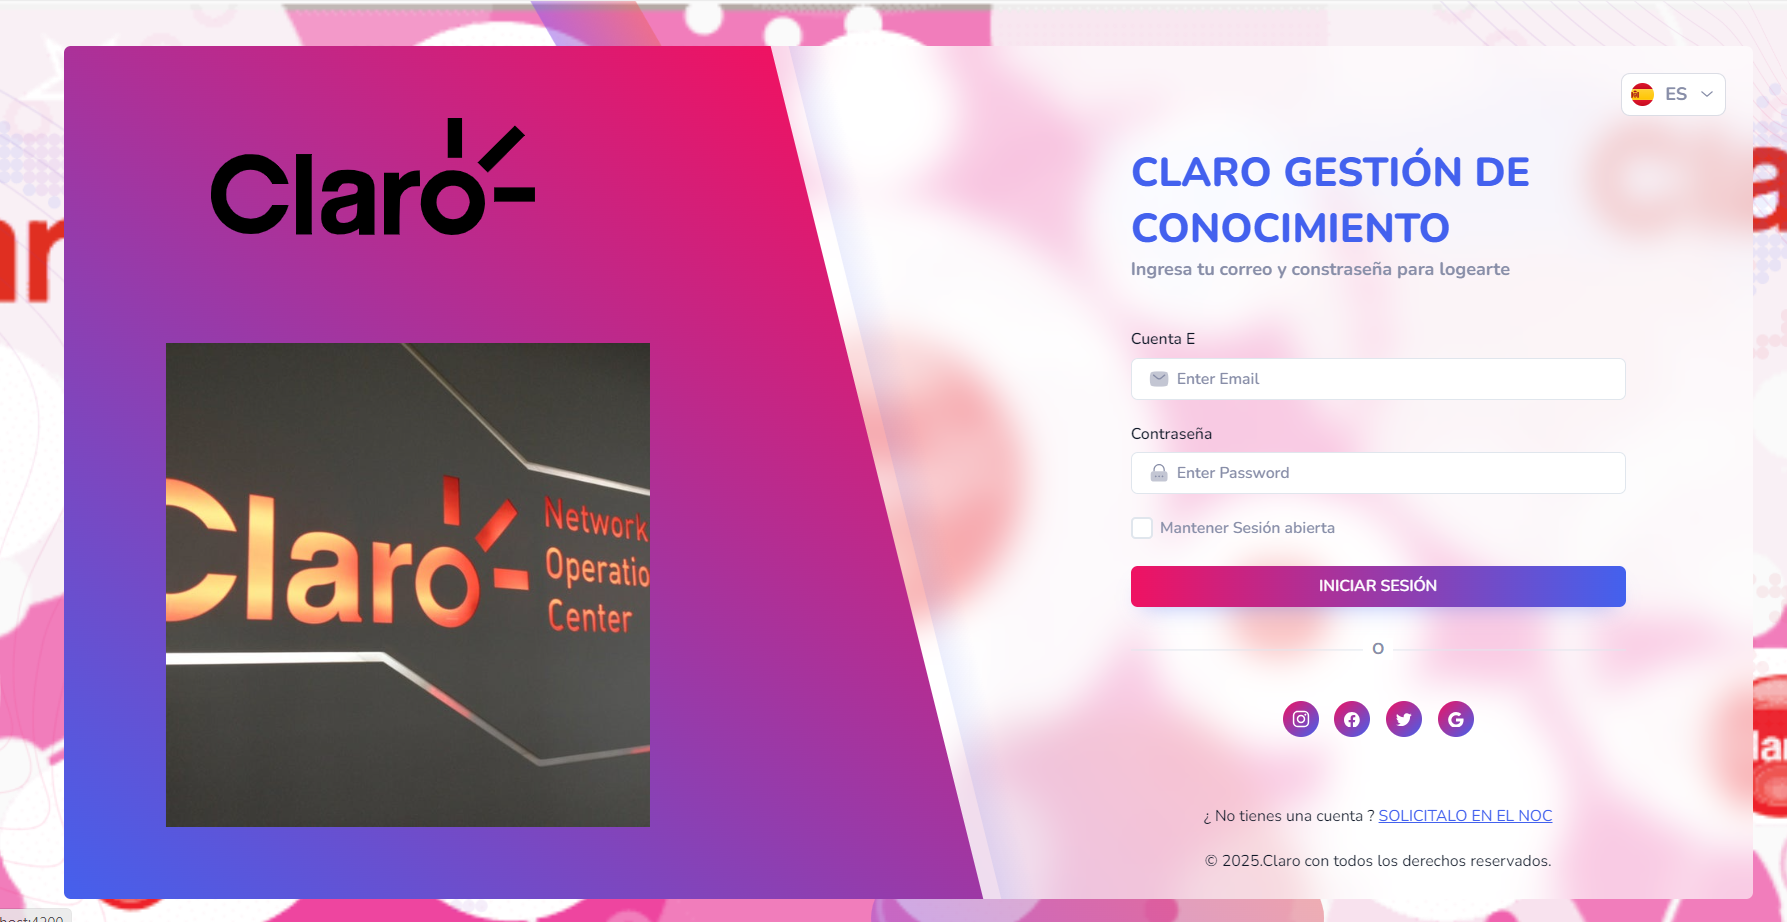 Claro
Claro
Network
Operatio
Center
ES
CLARO GESTIÓN DE
CONOCIMIENTO
Ingresa tu correo y constraseña para logearte
Cuenta E
Enter Email
Contraseña
Enter Password
Mantener Sesión abierta
INICIAR SESIÓN
O
¿ No tienes una cuenta ? SOLICITALO EN EL NOC
© 2025.Claro con todos los derechos reservados.